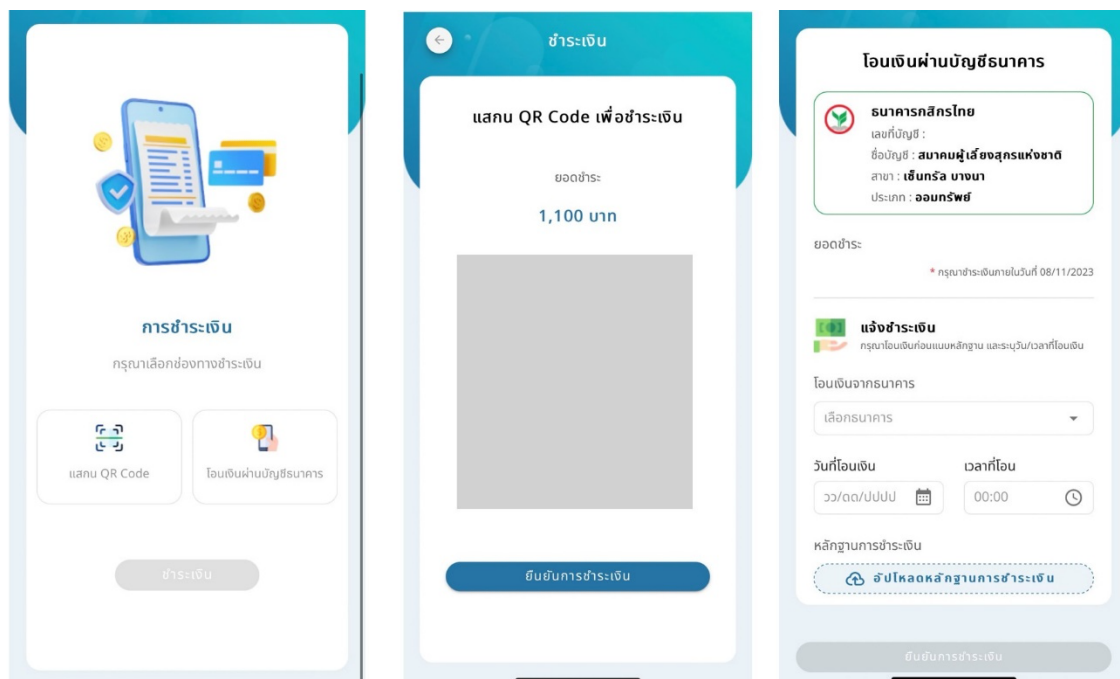 การชำระเงิน
กรุณาเลือกช่องทางชำระเงิน
แสกน QR Code
โอนเงินผ่านบัญชีธนาคาร
ชำระเงิน
ชำระเงิน
แสกน QR Code เพื่อชำระเงิน
ยอดชำระ
1,100 บาท
ยืนยันการชำระเงิน
โอนเงินผ่านบัญชีธนาคาร
ธนาคารกสิกรไทย
เลขที่บัญชี :
ชื่อบัญชี : สมาคมผู้เลี้ยงสุกรแห่งชาติ
สาขา : เซ็นทรัล บางนา
ประเภท : ออมทรัพย์
ยอดชำระ
* กรุณาชำระเงินภายในวันที่ 08/11/2023
แจ้งชำระเงิน
กรุณาโอนเงินก่อนแนบหลักฐาน และระบุวัน/เวลาที่โอนเงิน
โอนเงินจากธนาคาร
เลือกธนาคาร
วันที่โอนเงิน เวลาที่โอน
วว/ดด/ปปปป 00:00
หลักฐานการชำระเงิน
อัปโหลดหลักฐานการชำระเงิน
ยืนยันการชำระเงิน